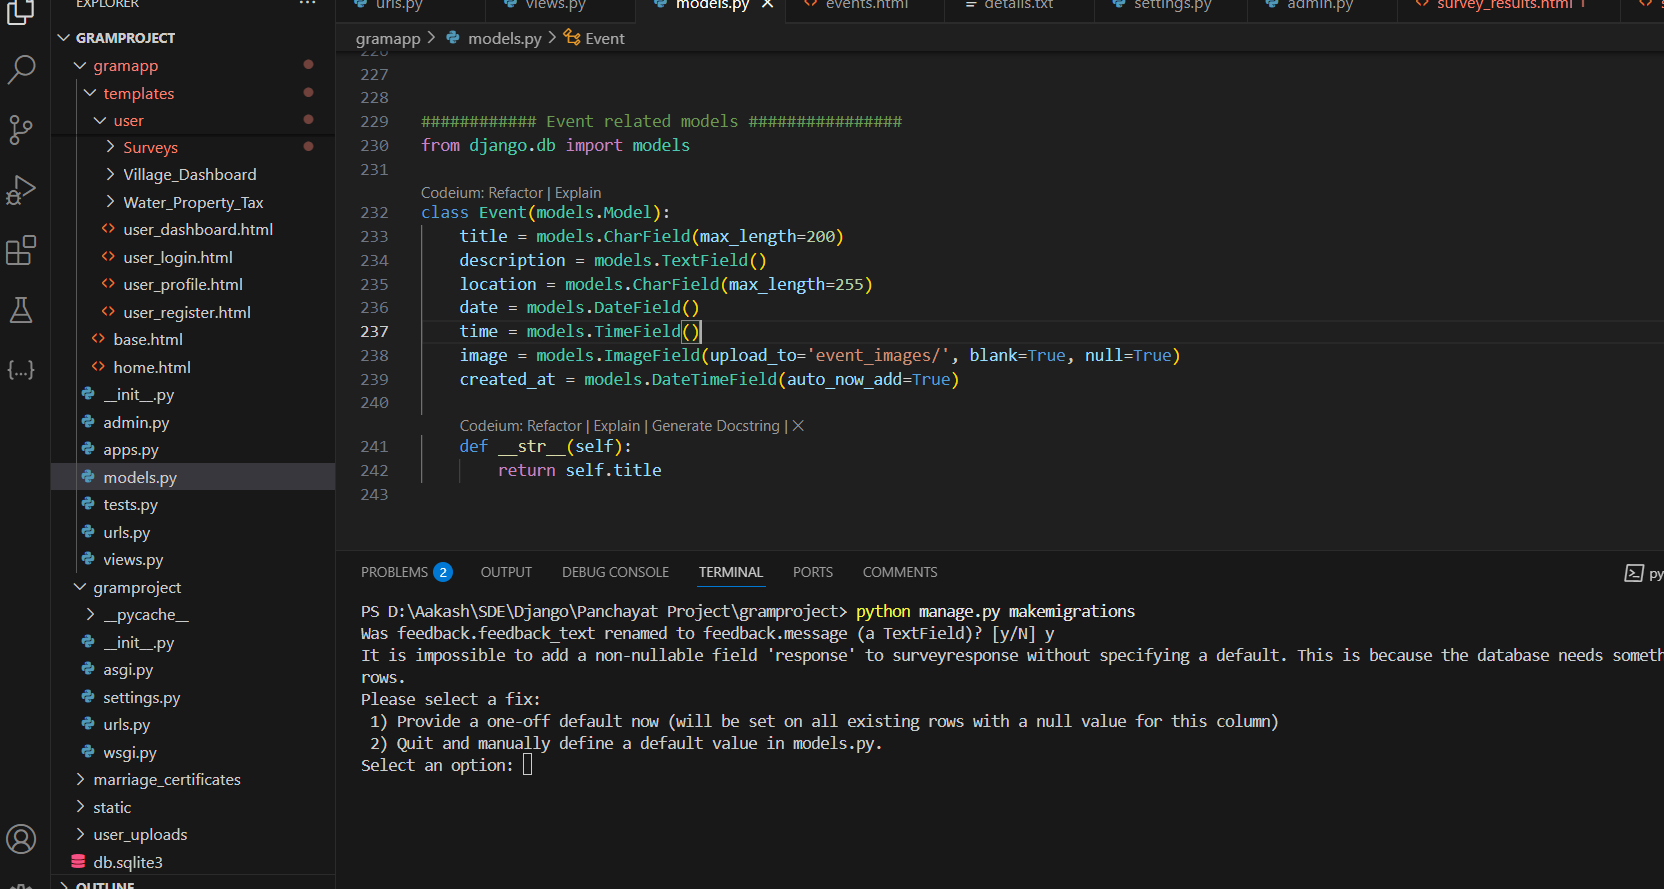 EXPLORER
GRAMPROJECT
gramapp
templates
user
Surveys
Village_Dashboard
Water_Property_Tax
user_dashboard.html
user_login.html
user_profile.html
user_register.html
base.html
home.html
__init__.py
admin.py
apps.py
models.py
tests.py
urls.py
views.py
gramproject
__pycache__
__init__.py
asgi.py
settings.py
urls.py
wsgi.py
marriage_certificates
static
user_uploads
db.sqlite3
OUTLINE
urls.py views.py models.py events.html details.txt settings.py admin.py survey_results.html 1
gramapp > models.py > Event
226
227
228
229 ############ Event related models ################
230 from django.db import models
231
Codeium: Refactor | Explain
232 class Event(models.Model):
233 title = models.CharField(max_length=200)
234 description = models.TextField()
235 location = models.CharField(max_length=255)
236 date = models.DateField()
237 time = models.TimeField()
238 image = models.ImageField(upload_to='event_images/', blank=True, null=True)
239 created_at = models.DateTimeField(auto_now_add=True)
240
Codeium: Refactor | Explain | Generate Docstring | ×
241 def __str__(self):
242 return self.title
243
PROBLEMS 2 OUTPUT DEBUG CONSOLE TERMINAL PORTS COMMENTS py
PS D:\Aakash\SDE\Django\Panchayat Project\gramproject> python manage.py makemigrations
Was feedback.feedback_text renamed to feedback.message (a TextField)? [y/N] y
It is impossible to add a non-nullable field 'response' to surveyresponse without specifying a default. This is because the database needs someth
rows.
Please select a fix:
1) Provide a one-off default now (will be set on all existing rows with a null value for this column)
2) Quit and manually define a default value in models.py.
Select an option: